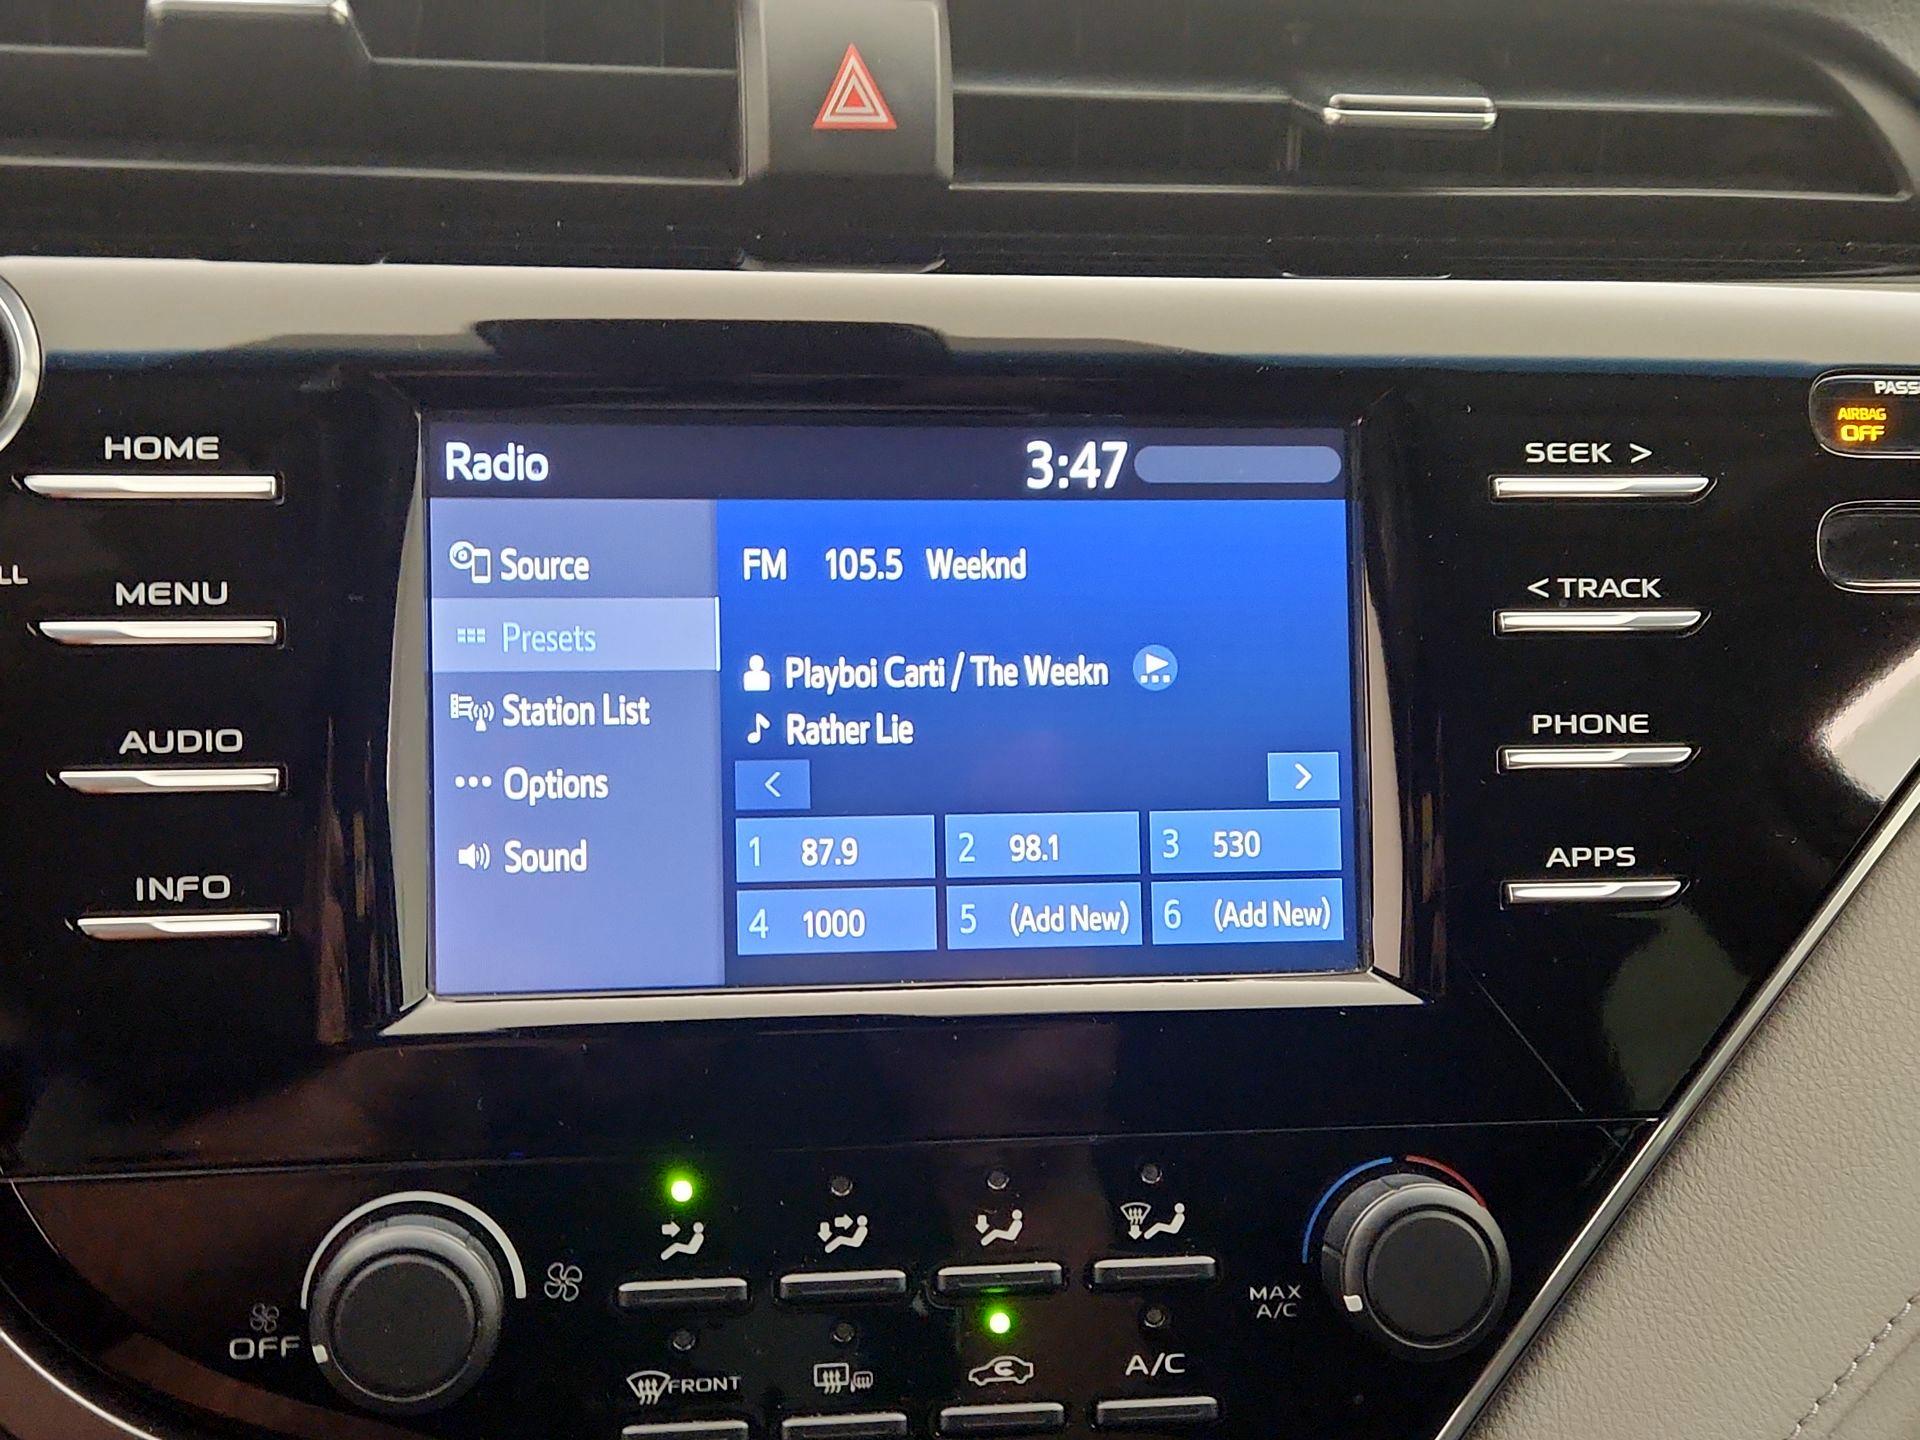 PASS
AIRBAG
OFF
HOME
MENU
LL
AUDIO
INFO
Radio
3:47
Source
Presets
Station List
Options
Sound
FM 105.5 Weeknd
Playboi Carti / The Weekn
Rather Lie
<
>
1 87.9
2 98.1
3 530
4 1000
5 (Add New)
6 (Add New)
SEEK >
< TRACK
PHONE
APPS
OFF
FRONT
A/C
MAX
A/C